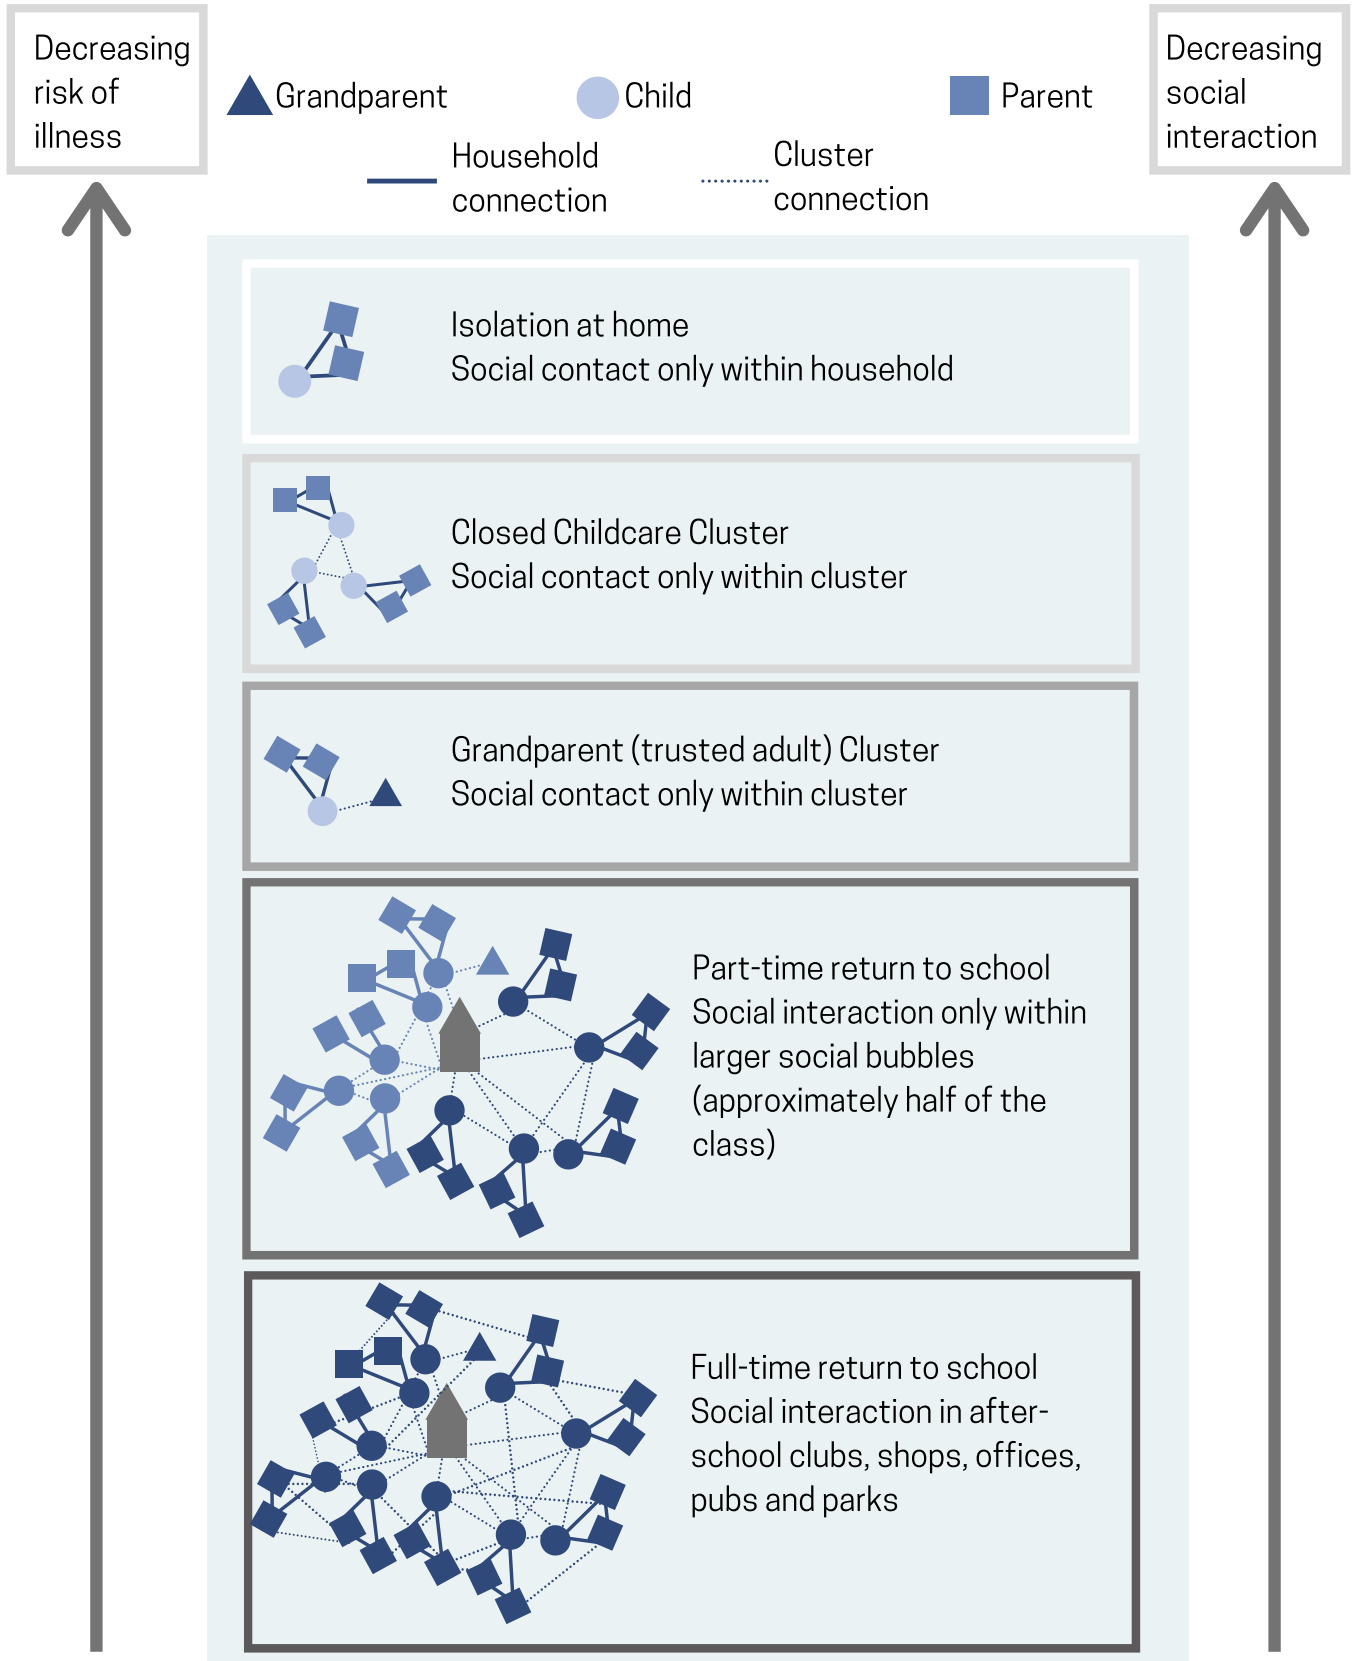 Decreasing
risk of
illness
Decreasing
social
interaction
Grandparent
Child
Parent
Household
connection
Cluster
connection
Isolation at home
Social contact only within household
Closed Childcare Cluster
Social contact only within cluster
Grandparent (trusted adult) Cluster
Social contact only within cluster
Part-time return to school
Social interaction only within
larger social bubbles
(approximately half of the
class)
Full-time return to school
Social interaction in after-
school clubs, shops, offices,
pubs and parks